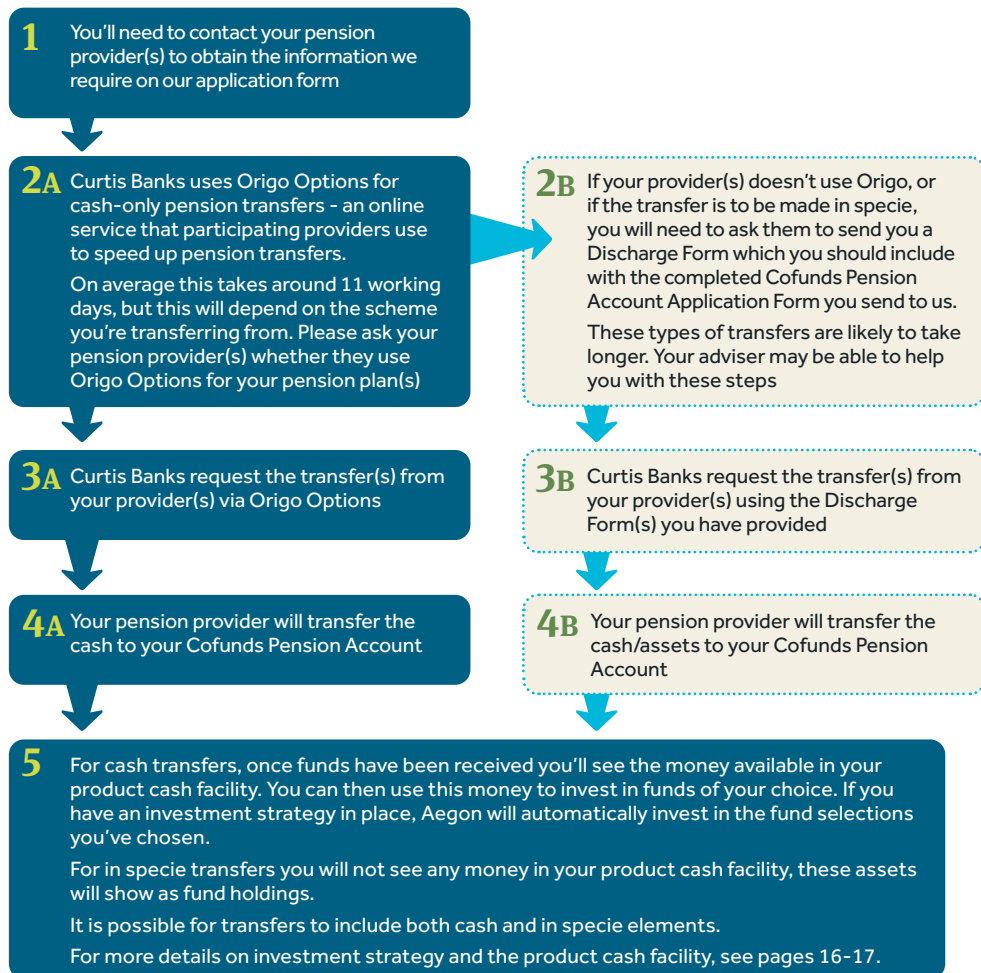 1
You'll need to contact your pension
provider(s) to obtain the information we
require on our application form
2A
Curtis Banks uses Origo Options for
cash-only pension transfers - an online
service that participating providers use
to speed up pension transfers.
On average this takes around 11 working
days, but this will depend on the scheme
you're transferring from. Please ask your
pension provider(s) whether they use
Origo Options for your pension plan(s)
2B
If your provider(s) doesn't use Origo, or
if the transfer is to be made in specie,
you will need to ask them to send you a
Discharge Form which you should include
with the completed Cofunds Pension
Account Application Form you send to us.
These types of transfers are likely to take
longer. Your adviser may be able to help
you with these steps
3A
Curtis Banks request the transfer(s) from
your provider(s) via Origo Options
3B
Curtis Banks request the transfer(s) from
your provider(s) using the Discharge
Form(s) you have provided
4A
Your pension provider will transfer the
cash to your Cofunds Pension Account
4B
Your pension provider will transfer the
cash/assets to your Cofunds Pension
Account
5
For cash transfers, once funds have been received you'll see the money available in your
product cash facility. You can then use this money to invest in funds of your choice. If you
have an investment strategy in place, Aegon will automatically invest in the fund selections
you've chosen.
For in specie transfers you will not see any money in your product cash facility, these assets
will show as fund holdings.
It is possible for transfers to include both cash and in specie elements.
For more details on investment strategy and the product cash facility, see pages 16-17.